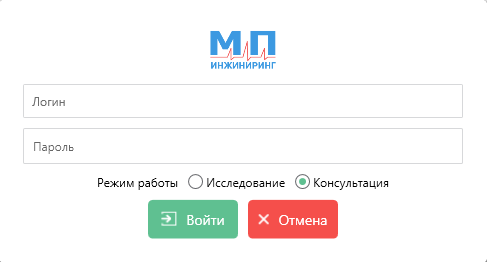 МП
ИНЖИНИРИНГ
Логин
Пароль
Режим работы Исследование Консультация
Войти Отмена